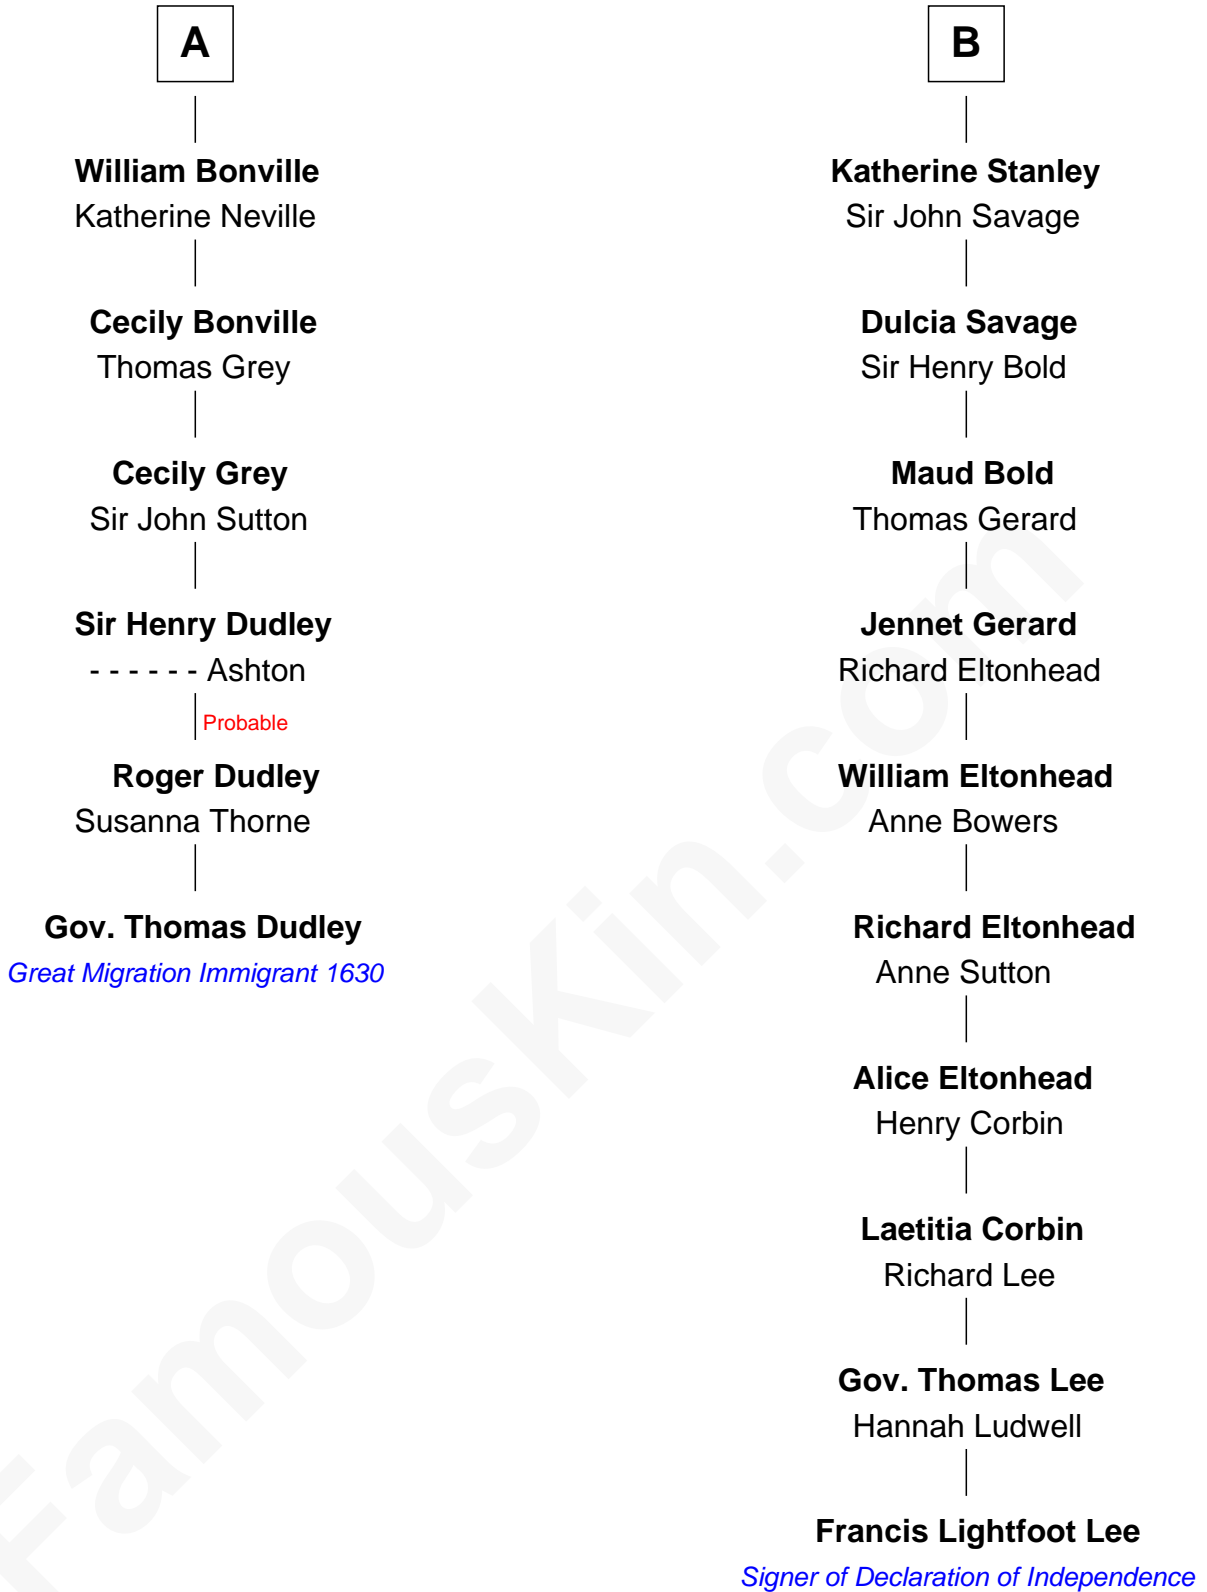 A
William Bonville
Katherine Neville
Cecily Bonville
Thomas Grey
Cecily Grey
Sir John Sutton
Sir Henry Dudley
- - - - - - Ashton
Probable
Roger Dudley
Susanna Thorne
Gov. Thomas Dudley
Great Migration Immigrant 1630
B
Katherine Stanley
Sir John Savage
Dulcia Savage
Sir Henry Bold
Maud Bold
Thomas Gerard
Jennet Gerard
Richard Eltonhead
William Eltonhead
Anne Bowers
Richard Eltonhead
Anne Sutton
Alice Eltonhead
Henry Corbin
Laetitia Corbin
Richard Lee
Gov. Thomas Lee
Hannah Ludwell
Francis Lightfoot Lee
Signer of Declaration of Independence
FamousKin.com